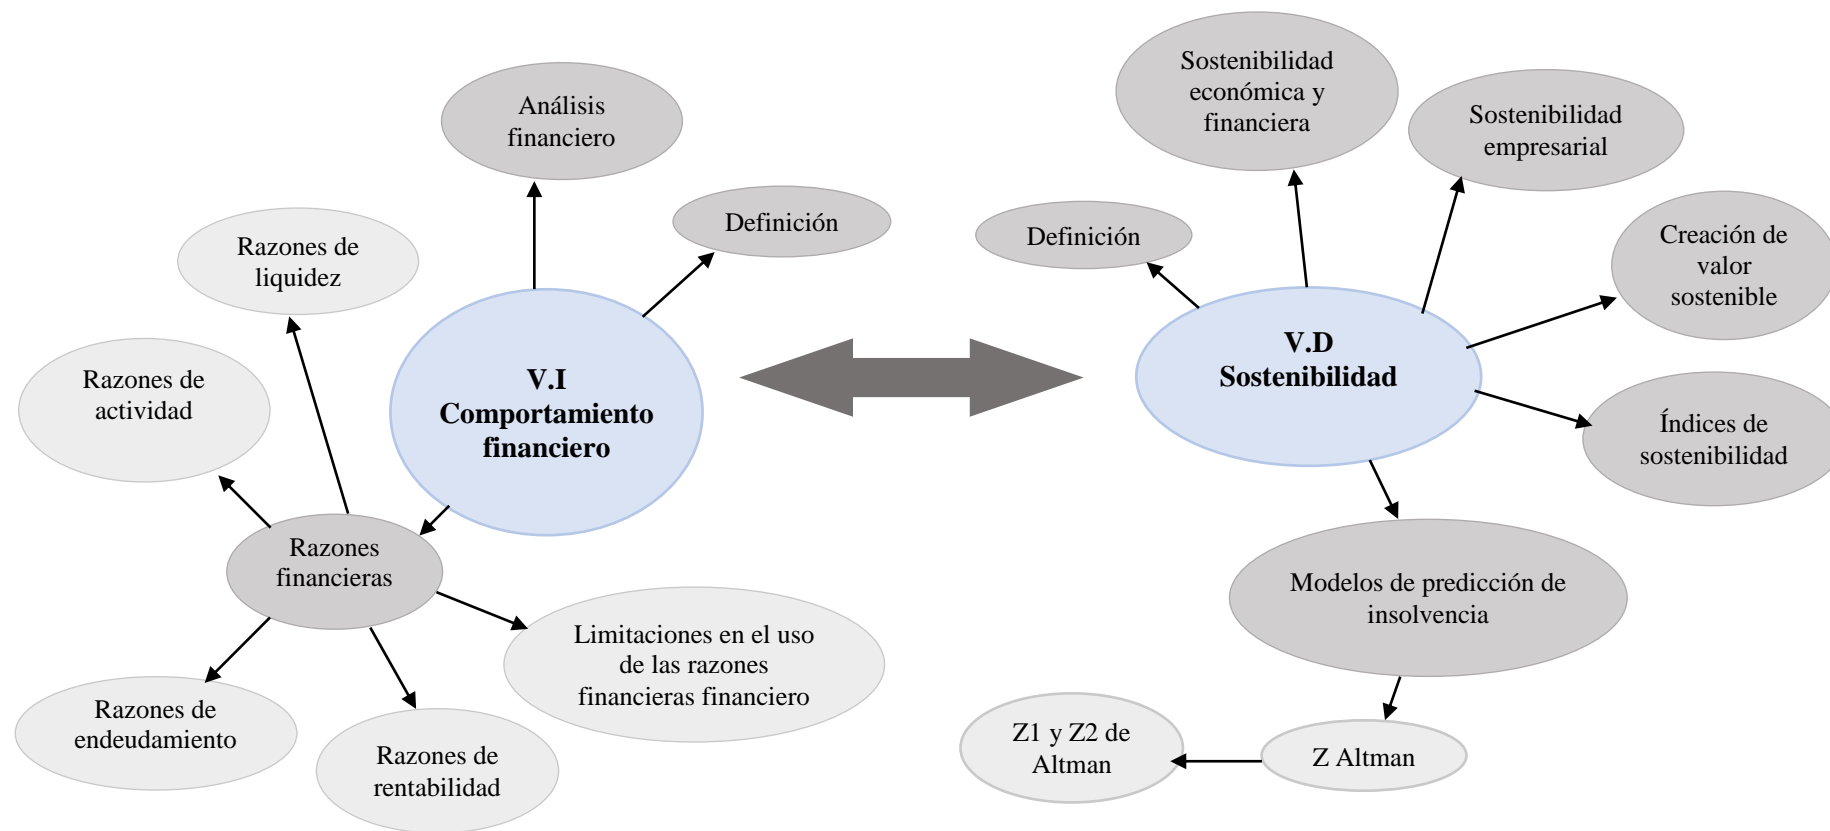 Análisis
financiero
Definición
Razones de
liquidez
Razones de
actividad
V.I
Comportamiento
financiero
Razones
financieras
Limitaciones en el uso
de las razones
financieras financiero
Razones de
endeudamiento
Razones de
rentabilidad
Sostenibilidad
económica y
financiera
Sostenibilidad
empresarial
Definición
Creación de
valor
sostenible
V.D
Sostenibilidad
Índices de
sostenibilidad
Modelos de predicción de
insolvencia
Z1 y Z2 de
Altman
Z Altman